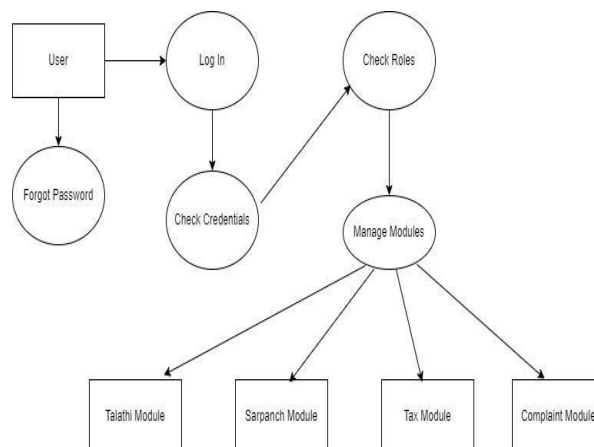 User
Log In
Check Roles
Forgot Password
Check Credentials
Manage Modules
Talathi Module
Sarpanch Module
Tax Module
Complaint Module